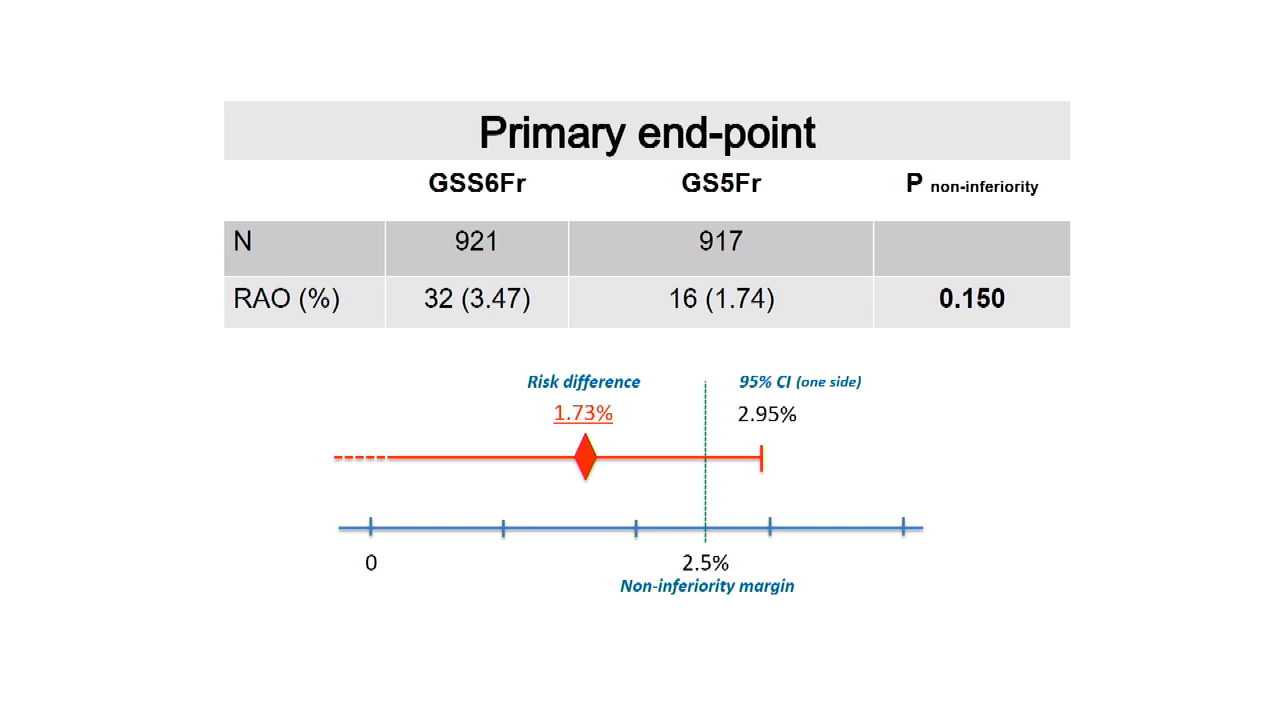 Primary end-point
GSS6Fr GS5Fr P non-inferiority
N 921 917
RAO (%) 32 (3.47) 16 (1.74) 0.150
Risk difference 95% CI (one side)
1.73% 2.95%
0 2.5%
Non-inferiority margin